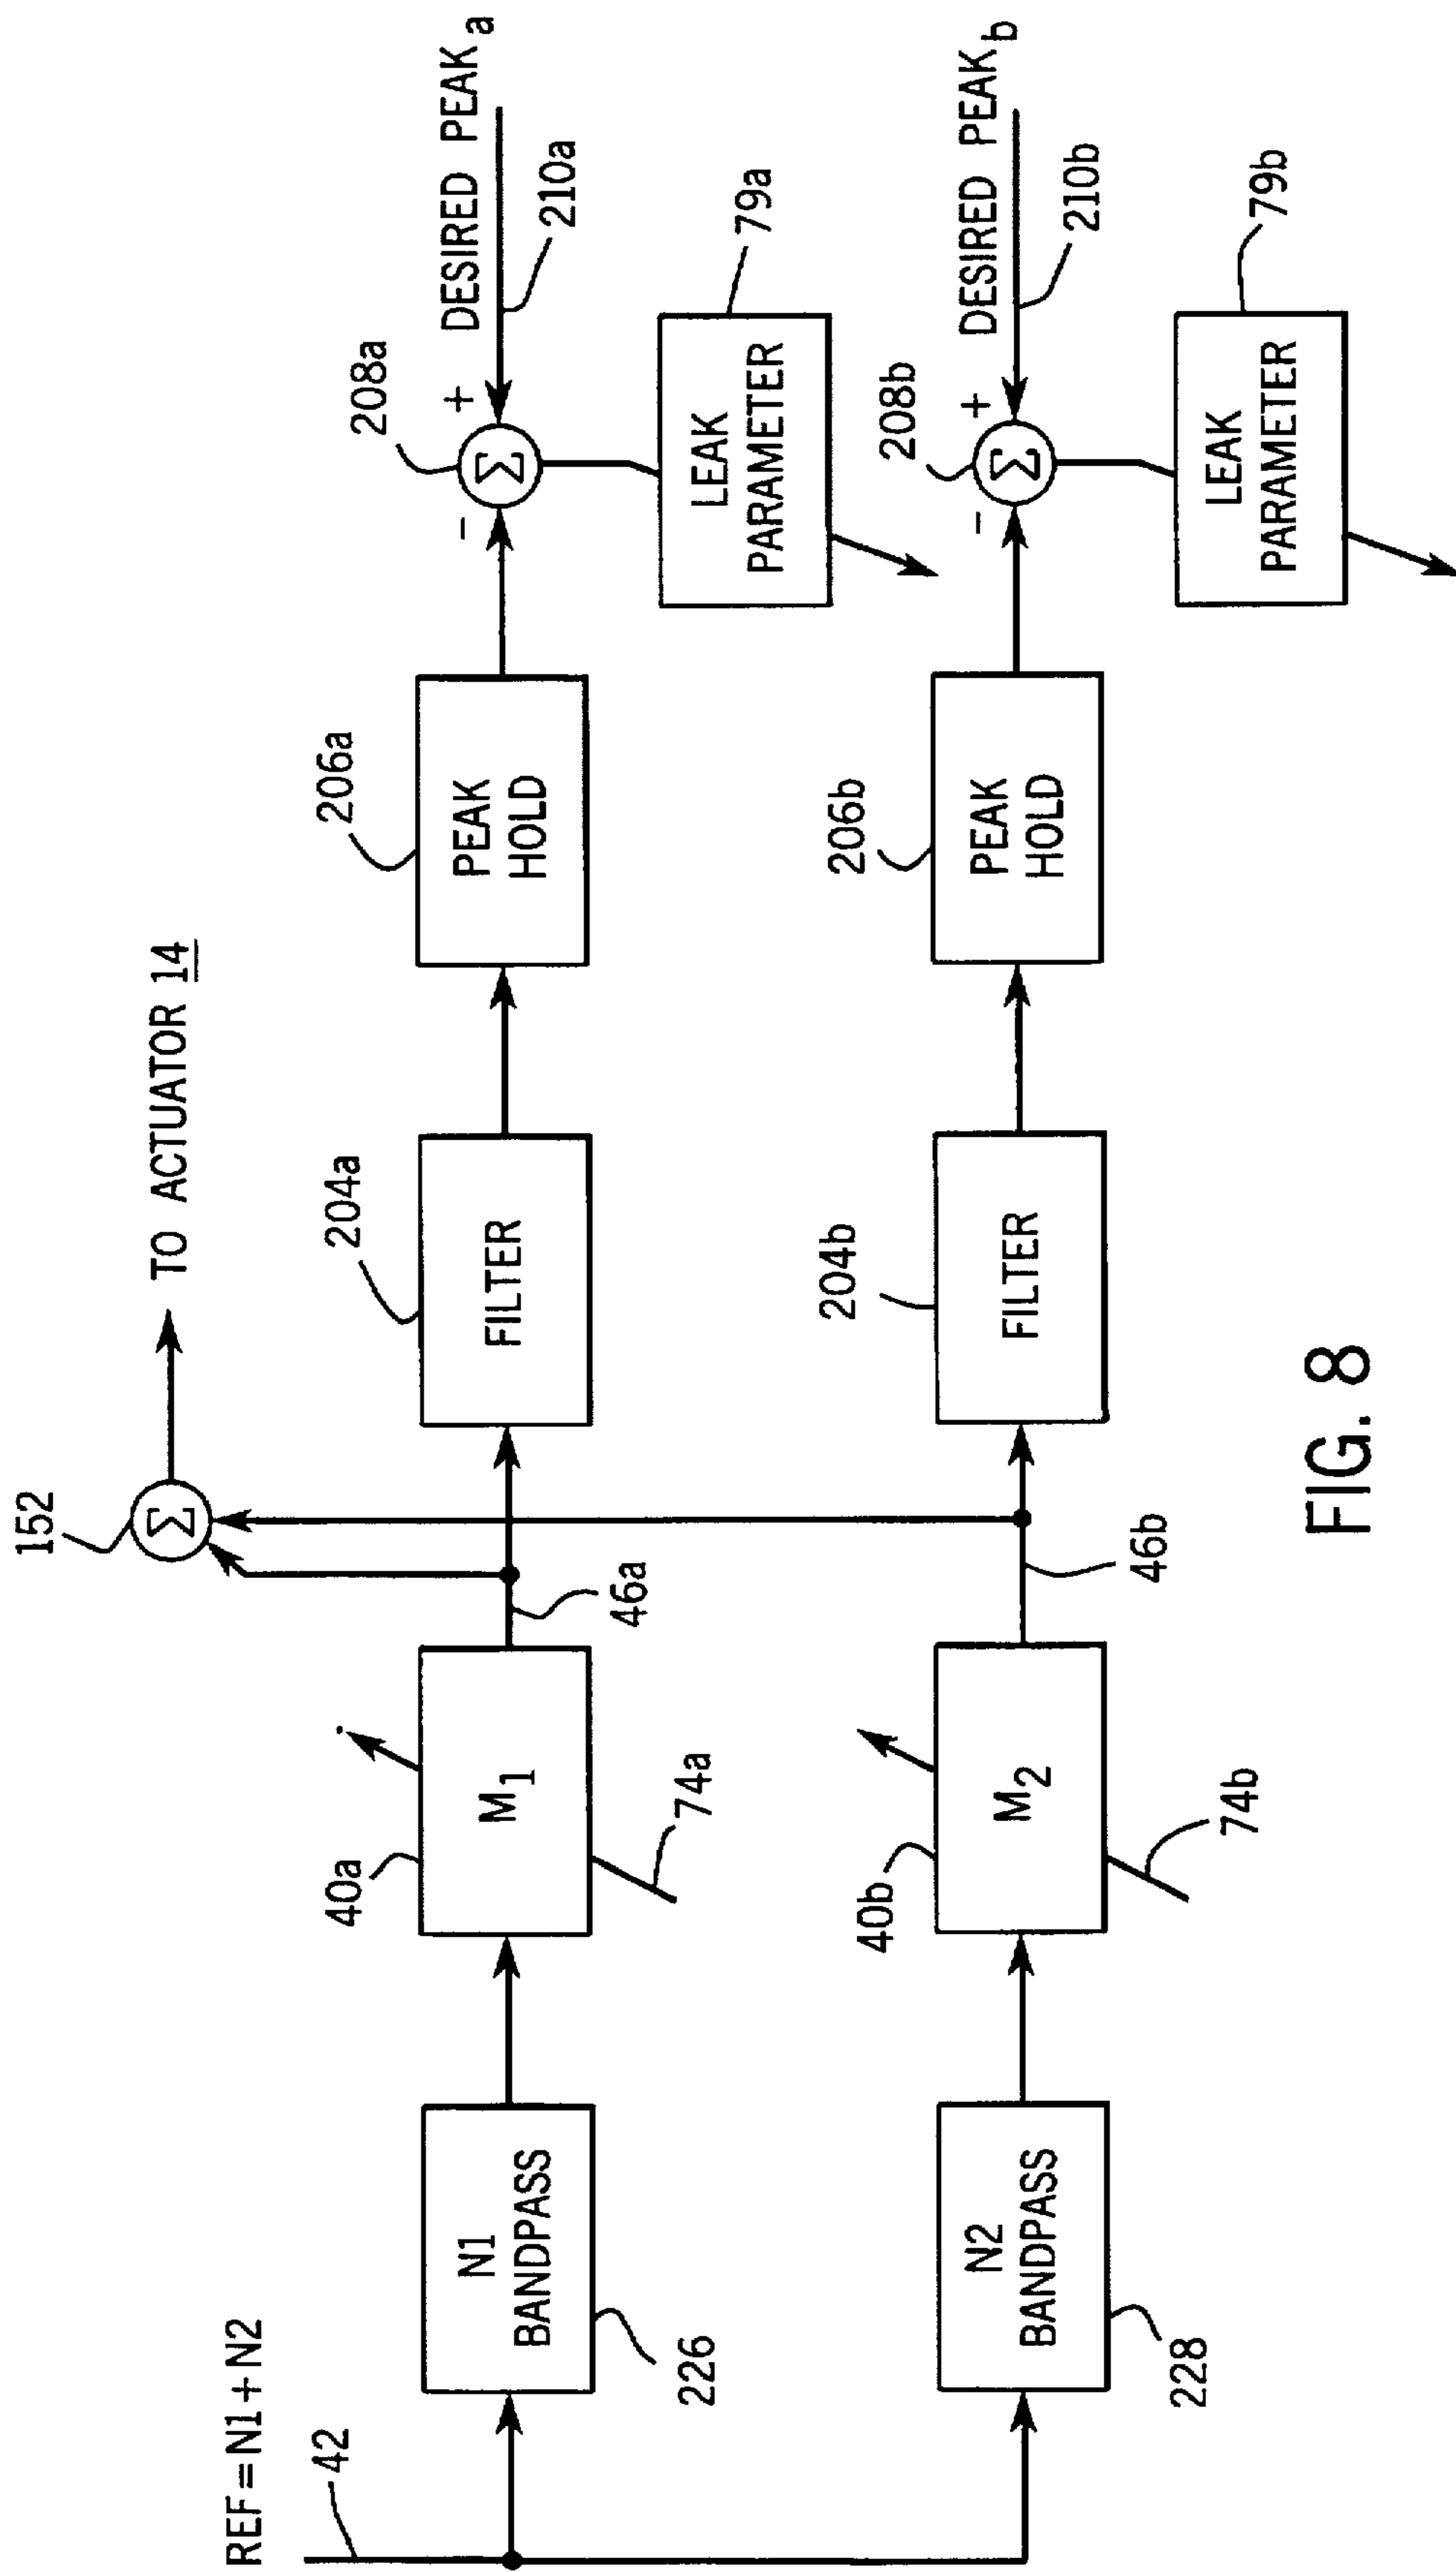 152
TO ACTUATOR 14
REF=N1+N2
42
N1
BANDPASS
226
40a
M1
74a
46a
204a
FILTER
206a
PEAK
HOLD
208a
Σ
-
+
DESIRED PEAKa
210a
LEAK
PARAMETER
79a
N2
BANDPASS
228
40b
M2
74b
46b
204b
FILTER
206b
PEAK
HOLD
208b
Σ
-
+
DESIRED PEAKb
210b
LEAK
PARAMETER
79b
Σ
FIG. 8